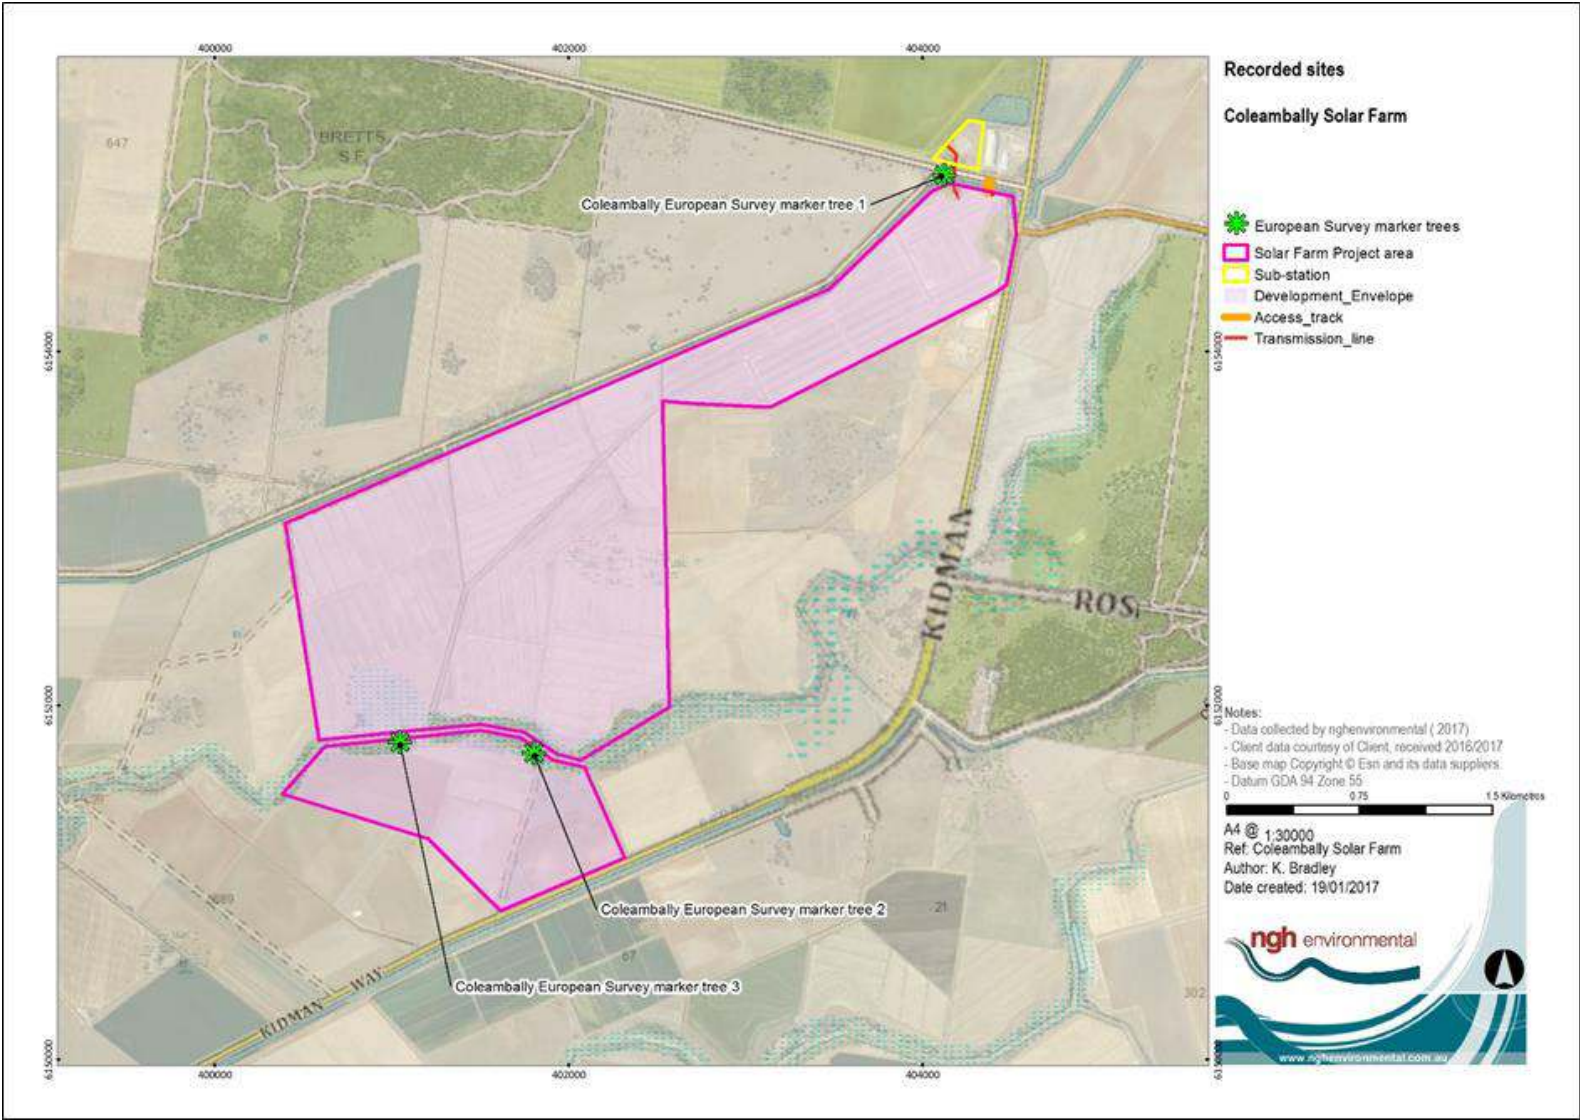 400000
402000
404000
Recorded sites
Coleambally Solar Farm
647
BRETTS
S.F.
Coleambally European Survey marker tree 1
European Survey marker trees
Solar Farm Project area
Sub-station
Development_Envelope
Access_track
Transmission_line
6154000
6154000
KIDMAN
ROS
6152000
6152000
Notes:
- Data collected by nghenvironmental ( 2017)
- Client data courtesy of Client, received 2016/2017
- Base map Copyright © Esri and its data suppliers.
- Datum GDA 94 Zone 55
0 0.75 1.5 Kilometres
A4 @ 1:30000
Ref: Coleambally Solar Farm
Author: K. Bradley
Date created: 19/01/2017
Coleambally European Survey marker tree 2
21
67
ngh environmental
Coleambally European Survey marker tree 3
302
KIDMAN WAY
6150000
www.nghenvironmental.com.au
400000
402000
404000